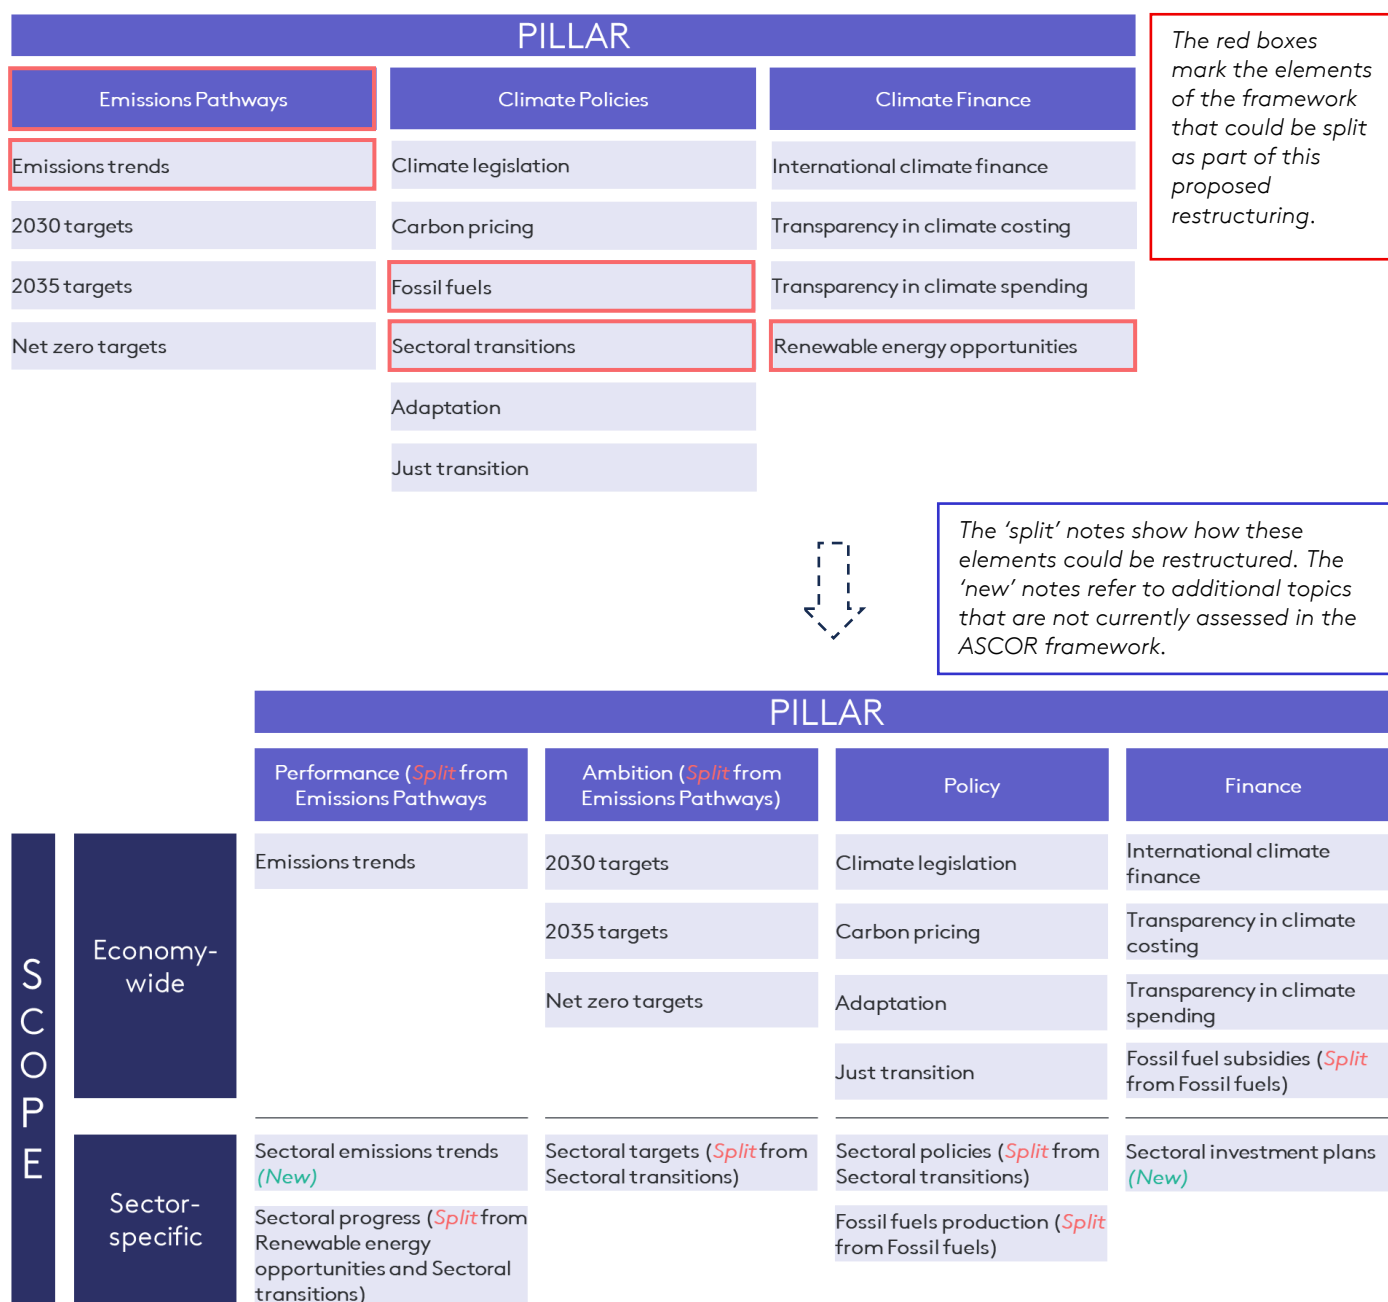 PILLAR
Emissions Pathways
Climate Policies
Climate Finance
Emissions trends
Climate legislation
International climate finance
2030 targets
Carbon pricing
Transparency in climate costing
2035 targets
Fossil fuels
Transparency in climate spending
Net zero targets
Sectoral transitions
Renewable energy opportunities
Adaptation
Just transition
The red boxes
mark the elements
of the framework
that could be split
as part of this
proposed
restructuring.
The ‘split’ notes show how these
elements could be restructured. The
‘new’ notes refer to additional topics
that are not currently assessed in the
ASCOR framework.
PILLAR
Performance (Split from
Emissions Pathways
Ambition (Split from
Emissions Pathways)
Policy
Finance
SCOPE
Economy-
wide
Emissions trends
2030 targets
Climate legislation
International climate
finance
2035 targets
Carbon pricing
Transparency in climate
costing
Net zero targets
Adaptation
Transparency in climate
spending
Just transition
Fossil fuel subsidies (Split
from Fossil fuels)
Sector-
specific
Sectoral emissions trends
(New)
Sectoral targets (Split from
Sectoral transitions)
Sectoral policies (Split from
Sectoral transitions)
Sectoral investment plans
(New)
Sectoral progress (Split from
Renewable energy
opportunities and Sectoral
transitions)
Fossil fuels production (Split
from Fossil fuels)